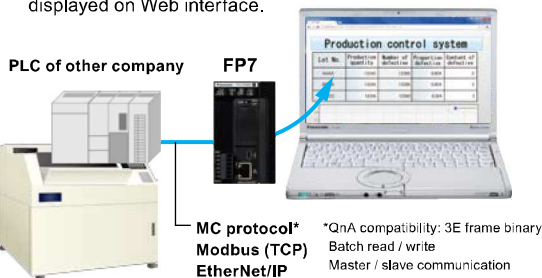 displayed on Web interface.
PLC of other company
FP7
Production control system
Lot No.
Production quantity
Number of defective
Proportion defective
Content of defective
Panasonic
MC protocol*
Modbus (TCP)
EtherNet/IP
*QnA compatibility: 3E frame binary
Batch read / write
Master / slave communication